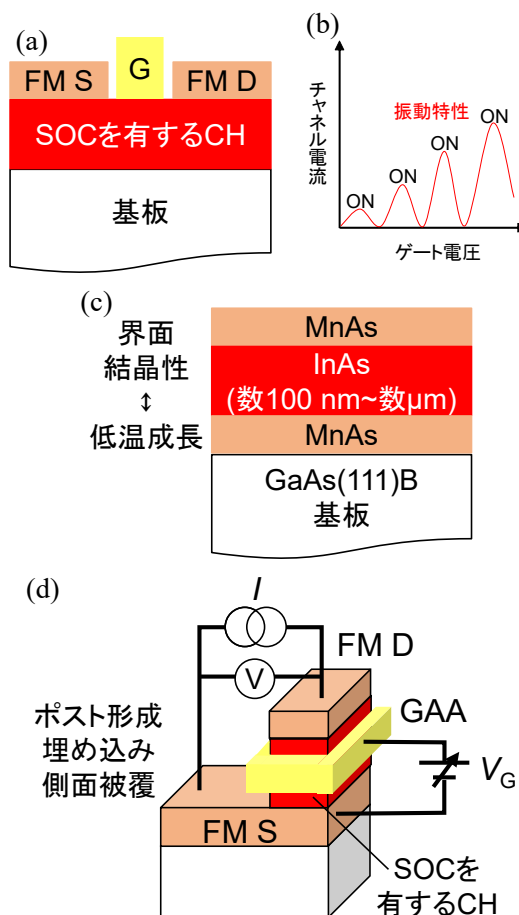 (a)
FM S
G
FM D
SOCを有するCH
基板
(b)
チャネル電流
振動特性
ON
ON
ON
ON
ゲート電圧
(c)
界面
結晶性
↕
低温成長
MnAs
InAs
(数100 nm~数μm)
MnAs
GaAs(111)B
基板
(d)
I
V
FM D
GAA
ポスト形成
埋め込み
側面被覆
VG
FM S
SOCを
有するCH